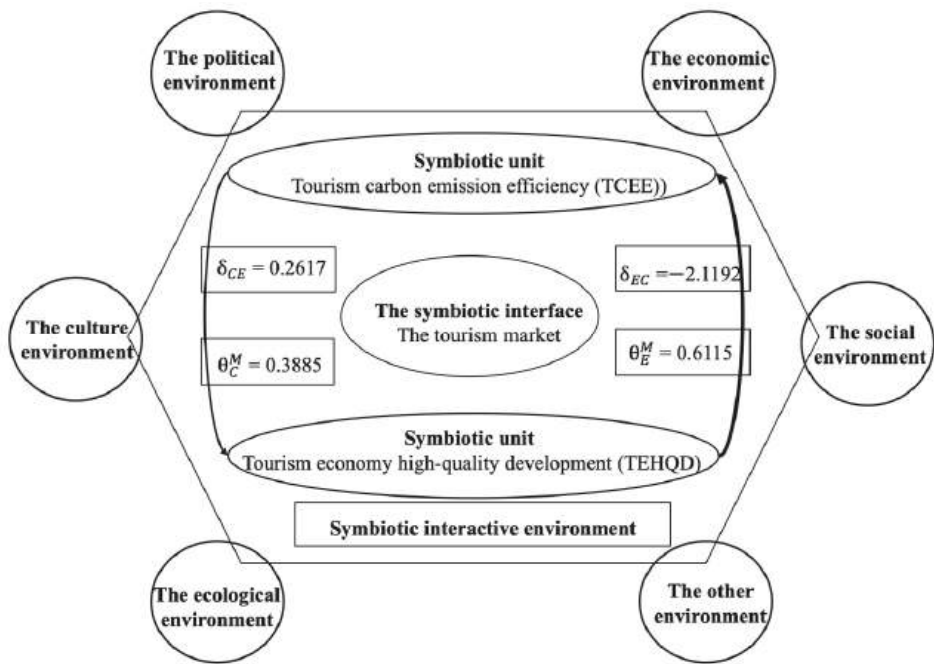 The political
environment
The economic
environment
Symbiotic unit
Tourism carbon emission efficiency (TCEE))
δ_CE = 0.2617
δ_EC =−2.1192
The symbiotic interface
The tourism market
The culture
environment
The social
environment
θ_C^M = 0.3885
θ_E^M = 0.6115
Symbiotic unit
Tourism economy high-quality development (TEHQD)
Symbiotic interactive environment
The ecological
environment
The other
environment